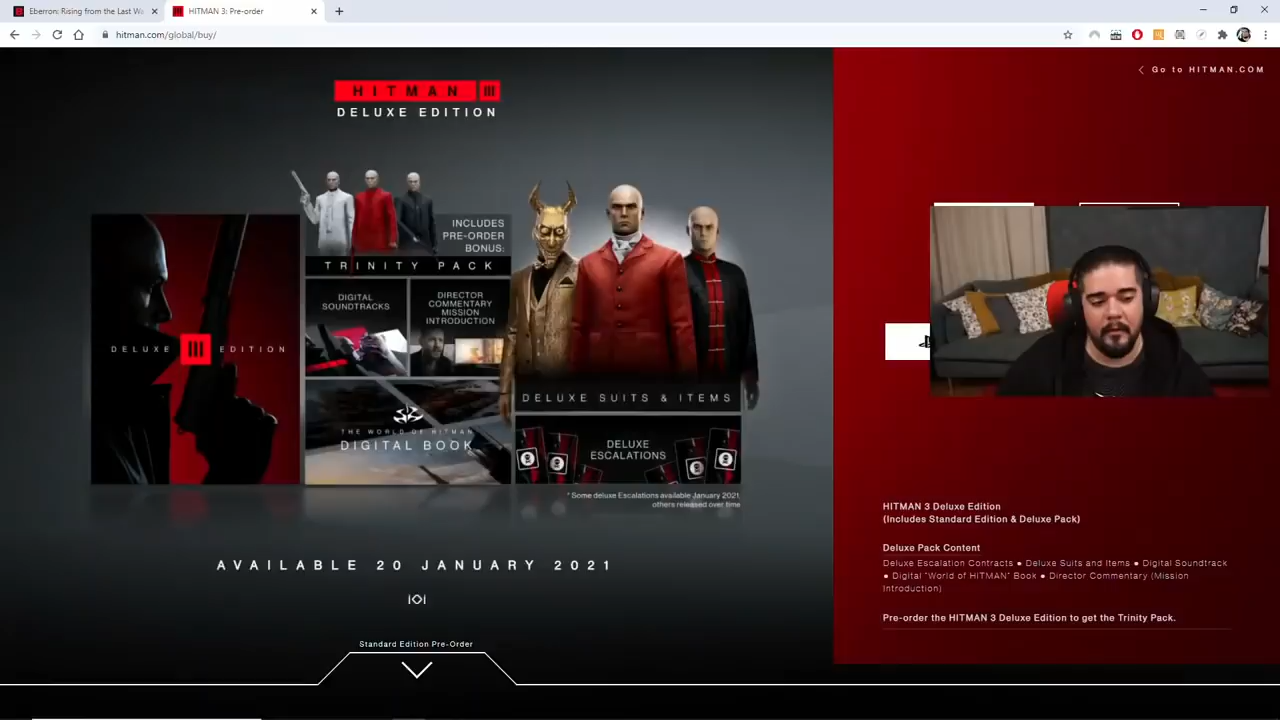 Eberron: Rising from the Last Wa
HITMAN 3: Pre-order
hitman.com/global/buy/
Go to HITMAN.COM
HITMAN III
DELUXE EDITION
INCLUDES
PRE-ORDER
BONUS:
TRINITY PACK
DIGITAL
SOUNDTRACKS
DIRECTOR
COMMENTARY
MISSION
INTRODUCTION
DELUXE III EDITION
THE WORLD OF HITMAN
DIGITAL BOOK
DELUXE SUITS & ITEMS
DELUXE
ESCALATIONS
* Some deluxe Escalations available January 2021,
others released over time
AVAILABLE 20 JANUARY 2021
IOI
Standard Edition Pre-Order
HITMAN 3 Deluxe Edition
(Includes Standard Edition & Deluxe Pack)
Deluxe Pack Content
Deluxe Escalation Contracts ● Deluxe Suits and Items ● Digital Soundtrack
● Digital "World of HITMAN" Book ● Director Commentary (Mission
Introduction)
Pre-order the HITMAN 3 Deluxe Edition to get the Trinity Pack.